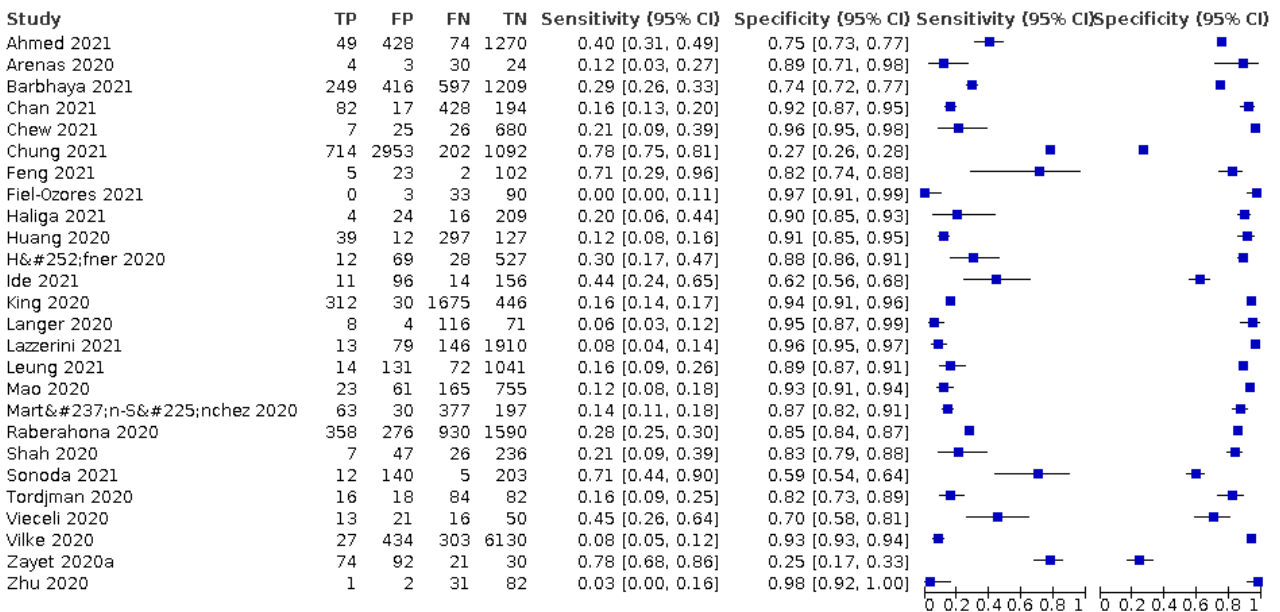 Study TP FP FN TN Sensitivity (95% CI) Specificity (95% CI) Sensitivity (95% CI) Specificity (95% CI)
Ahmed 2021 49 428 74 1270 0.40 [0.31, 0.49] 0.75 [0.73, 0.77]
Arenas 2020 4 3 30 24 0.12 [0.03, 0.27] 0.89 [0.71, 0.98]
Barbhaya 2021 249 416 597 1209 0.29 [0.26, 0.33] 0.74 [0.72, 0.77]
Chan 2021 82 17 428 194 0.16 [0.13, 0.20] 0.92 [0.87, 0.95]
Chew 2021 7 25 26 680 0.21 [0.09, 0.39] 0.96 [0.95, 0.98]
Chung 2021 714 2953 202 1092 0.78 [0.75, 0.81] 0.27 [0.26, 0.28]
Feng 2021 5 23 2 102 0.71 [0.29, 0.96] 0.82 [0.74, 0.88]
Fiel-Ozores 2021 0 3 33 90 0.00 [0.00, 0.11] 0.97 [0.91, 0.99]
Haliga 2021 4 24 16 209 0.20 [0.06, 0.44] 0.90 [0.85, 0.93]
Huang 2020 39 12 297 127 0.12 [0.08, 0.16] 0.91 [0.85, 0.95]
H&#252;fner 2020 12 69 28 527 0.30 [0.17, 0.47] 0.88 [0.86, 0.91]
Ide 2021 11 96 14 156 0.44 [0.24, 0.65] 0.62 [0.56, 0.68]
King 2020 312 30 1675 446 0.16 [0.14, 0.17] 0.94 [0.91, 0.96]
Langer 2020 8 4 116 71 0.06 [0.03, 0.12] 0.95 [0.87, 0.99]
Lazzerini 2021 13 79 146 1910 0.08 [0.04, 0.14] 0.96 [0.95, 0.97]
Leung 2021 14 131 72 1041 0.16 [0.09, 0.26] 0.89 [0.87, 0.91]
Mao 2020 23 61 165 755 0.12 [0.08, 0.18] 0.93 [0.91, 0.94]
Mart&#237;n-S&#225;nchez 2020 63 30 377 197 0.14 [0.11, 0.18] 0.87 [0.82, 0.91]
Raberahona 2020 358 276 930 1590 0.28 [0.25, 0.30] 0.85 [0.84, 0.87]
Shah 2020 7 47 26 236 0.21 [0.09, 0.39] 0.83 [0.79, 0.88]
Sonoda 2021 12 140 5 203 0.71 [0.44, 0.90] 0.59 [0.54, 0.64]
Tordjman 2020 16 18 84 82 0.16 [0.09, 0.25] 0.82 [0.73, 0.89]
Vieceli 2020 13 21 16 50 0.45 [0.26, 0.64] 0.70 [0.58, 0.81]
Vilke 2020 27 434 303 6130 0.08 [0.05, 0.12] 0.93 [0.93, 0.94]
Zayet 2020a 74 92 21 30 0.78 [0.68, 0.86] 0.25 [0.17, 0.33]
Zhu 2020 1 2 31 82 0.03 [0.00, 0.16] 0.98 [0.92, 1.00]
0 0.2 0.4 0.6 0.8 1 0 0.2 0.4 0.6 0.8 1